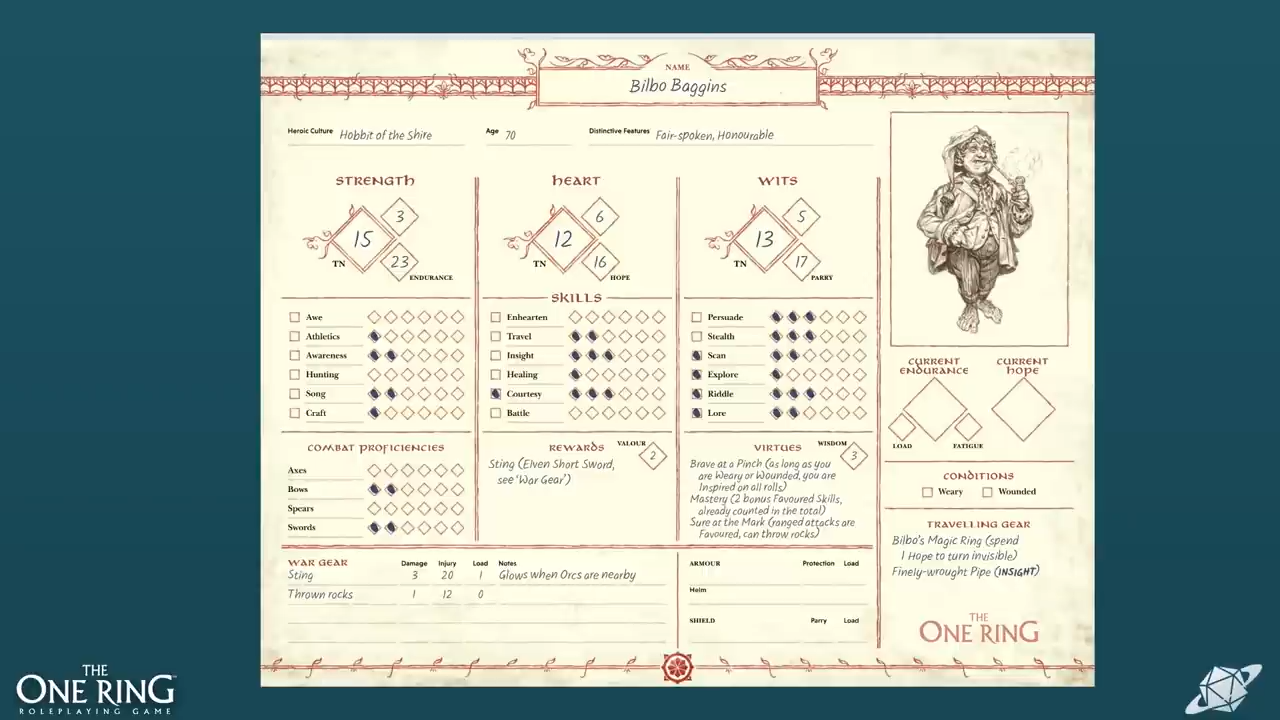 NAME
Bilbo Baggins
Heroic Culture Hobbit of the Shire Age 70 Distinctive Features Fair-spoken, Honourable
STRENGTH
15
3
23
TN
ENDURANCE
HEART
12
6
16
TN
HOPE
WITS
13
5
17
TN
PARRY
SKILLS
Awe
Athletics
Awareness
Hunting
Song
Craft
Enhearten
Travel
Insight
Healing
Courtesy
Battle
Persuade
Stealth
Scan
Explore
Riddle
Lore
CURRENT ENDURANCE
CURRENT HOPE
LOAD
FATIGUE
COMBAT PROFICIENCIES
Axes
Bows
Spears
Swords
REWARDS
VALOUR
2
Sting (Elven Short Sword,
see 'War Gear')
VIRTUES
WISDOM
3
Brave at a Pinch (as long as you
are Weary or Wounded, you are
Inspired on all rolls)
Mastery (2 bonus Favoured Skills,
already counted in the total)
Sure at the Mark (ranged attacks are
Favoured, can throw rocks)
CONDITIONS
Weary Wounded
TRAVELLING GEAR
Bilbo's Magic Ring (spend
1 Hope to turn invisible)
Finely-wrought Pipe (INSIGHT)
WAR GEAR Damage Injury Load Notes
Sting 3 20 1 Glows when Orcs are nearby
Thrown rocks 1 12 0
ARMOUR Protection Load
Helm
SHIELD Parry Load
THE
ONE RING
THE
ONE RING™
ROLEPLAYING GAME